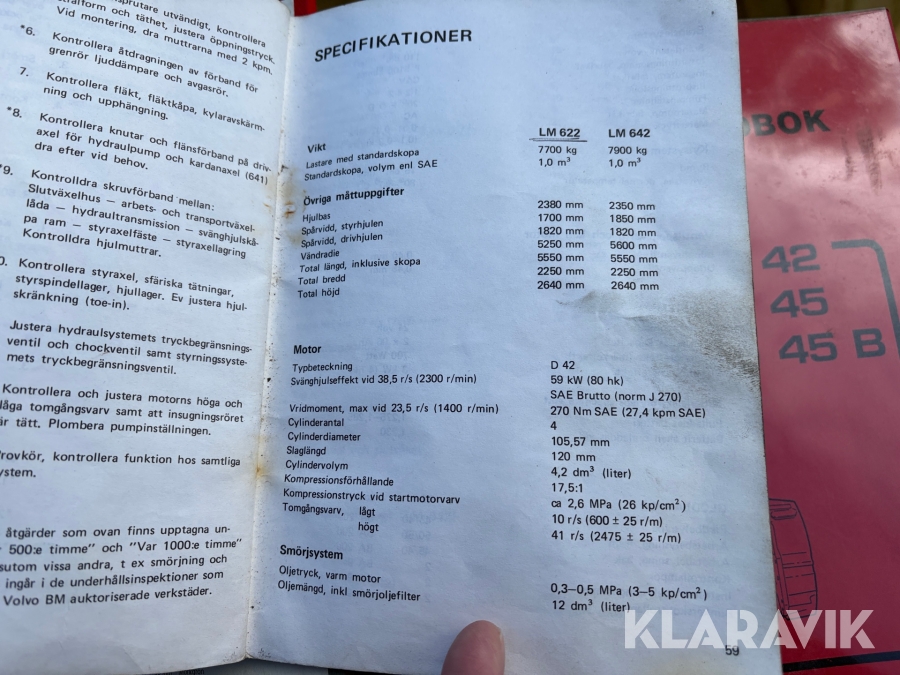 sprutare utvändigt, kontrollera
strålform och täthet, justera öppningstryck.
Vid montering, dra muttrarna med 2 kpm.
*6. Kontrollera åtdragningen av förband för
grenrör ljuddämpare och avgasrör.
7. Kontrollera fläkt, fläktkåpa, kylaravskärm-
ning och upphängning.
*8. Kontrollera knutar och flänsförband på driv-
axel för hydraulpump och kardanaxel (641)
dra efter vid behov.
*9. Kontrolldra skruvförband mellan:
Slutväxelhus — arbets- och transportväxel-
låda — hydraultransmission — svänghjulskå-
pa ram — styraxelfäste — styraxellagring
Kontrolldra hjulmuttrar.
0. Kontrollera styraxel, sfäriska tätningar,
styrspindellager, hjullager. Ev justera hjul-
skränkning (toe-in).
Justera hydraulsystemets tryckbegränsnings-
ventil och chockventil samt styrningssyste-
mets tryckbegränsningsventil.
Kontrollera och justera motorns höga och
låga tomgångsvarv samt att insugningsröret
är tätt. Plombera pumpinställningen.
Provkör, kontrollera funktion hos samtliga
system.
åtgärder som ovan finns upptagna un-
500:e timme" och "Var 1000:e timme"
sutom vissa andra, t ex smörjning och
ingår i de underhållsinspektioner som
Volvo BM auktoriserade verkstäder.
SPECIFIKATIONER
Vikt LM 622 LM 642
Lastare med standardskopa 7700 kg 7900 kg
Standardskopa, volym enl SAE 1,0 m³ 1,0 m³
Övriga måttuppgifter
Hjulbas 2380 mm 2350 mm
Spårvidd, styrhjulen 1700 mm 1850 mm
Spårvidd, drivhjulen 1820 mm 1820 mm
Vändradie 5250 mm 5600 mm
Total längd, inklusive skopa 5550 mm 5550 mm
Total bredd 2250 mm 2250 mm
Total höjd 2640 mm 2640 mm
Motor
Typbeteckning D 42
Svänghjulseffekt vid 38,5 r/s (2300 r/min) 59 kW (80 hk)
SAE Brutto (norm J 270)
Vridmoment, max vid 23,5 r/s (1400 r/min) 270 Nm SAE (27,4 kpm SAE)
Cylinderantal 4
Cylinderdiameter 105,57 mm
Slaglängd 120 mm
Cylindervolym 4,2 dm³ (liter)
Kompressionsförhållande 17,5:1
Kompressionstryck vid startmotorvarv ca 2,6 MPa (26 kp/cm²)
Tomgångsvarv, lågt 10 r/s (600 ± 25 r/m)
högt 41 r/s (2475 ± 25 r/m)
Smörjsystem
Oljetryck, varm motor 0,3—0,5 MPa (3—5 kp/cm²)
Oljemängd, inkl smörjoljefilter 12 dm³ (liter)
59
DBOK
42
45
45 B
KLARAVIK